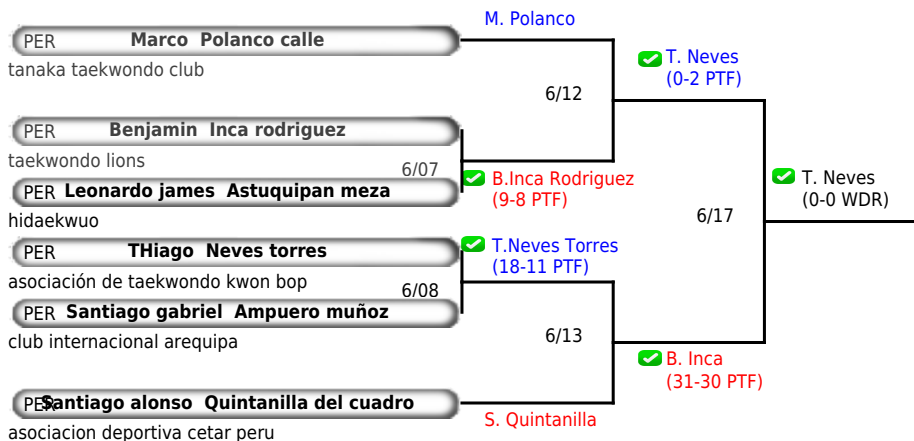 M. Polanco
PER Marco Polanco calle
tanaka taekwondo club
T. Neves
(0-2 PTF)
6/12
PER Benjamin Inca rodriguez
taekwondo lions
6/07
B.Inca Rodriguez
(9-8 PTF)
PER Leonardo james Astuquipan meza
hidaekwuo
T. Neves
(0-0 WDR)
6/17
PER THiago Neves torres
asociación de taekwondo kwon bop
T.Neves Torres
(18-11 PTF)
6/08
PER Santiago gabriel Ampuero muñoz
club internacional arequipa
6/13
B. Inca
(31-30 PTF)
PER Santiago alonso Quintanilla del cuadro
asociacion deportiva cetar peru
S. Quintanilla